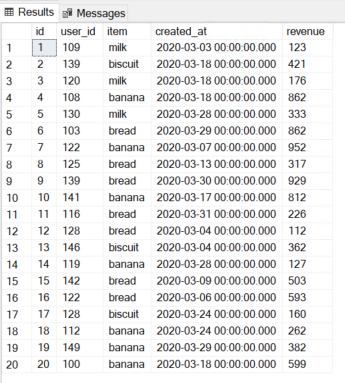 Results Messages
id user_id item created_at revenue
1 1 109 milk 2020-03-03 00:00:00.000 123
2 2 139 biscuit 2020-03-18 00:00:00.000 421
3 3 120 milk 2020-03-18 00:00:00.000 176
4 4 108 banana 2020-03-18 00:00:00.000 862
5 5 130 milk 2020-03-28 00:00:00.000 333
6 6 103 bread 2020-03-29 00:00:00.000 862
7 7 122 banana 2020-03-07 00:00:00.000 952
8 8 125 bread 2020-03-13 00:00:00.000 317
9 9 139 bread 2020-03-30 00:00:00.000 929
10 10 141 banana 2020-03-17 00:00:00.000 812
11 11 116 bread 2020-03-31 00:00:00.000 226
12 12 128 bread 2020-03-04 00:00:00.000 112
13 13 146 biscuit 2020-03-04 00:00:00.000 362
14 14 119 banana 2020-03-28 00:00:00.000 127
15 15 142 bread 2020-03-09 00:00:00.000 503
16 16 122 bread 2020-03-06 00:00:00.000 593
17 17 128 biscuit 2020-03-24 00:00:00.000 160
18 18 112 banana 2020-03-24 00:00:00.000 262
19 19 149 banana 2020-03-29 00:00:00.000 382
20 20 100 banana 2020-03-18 00:00:00.000 599